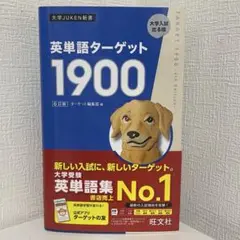 大学JUKEN新書
大学入試
出る順
英単語ターゲット
1900
5訂版
ターゲット編集部 編
新しい入試に、新しいターゲット。
大学受験
英単語集
書店売上
No.1
公式アプリ
ターゲットの友
旺文社